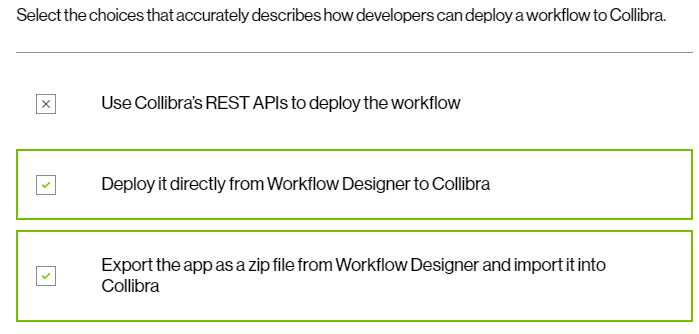 Select the choices that accurately describes how developers can deploy a workflow to Collibra.
Use Collibra's REST APIs to deploy the workflow
Deploy it directly from Workflow Designer to Collibra
Export the app as a zip file from Workflow Designer and import it into
Collibra